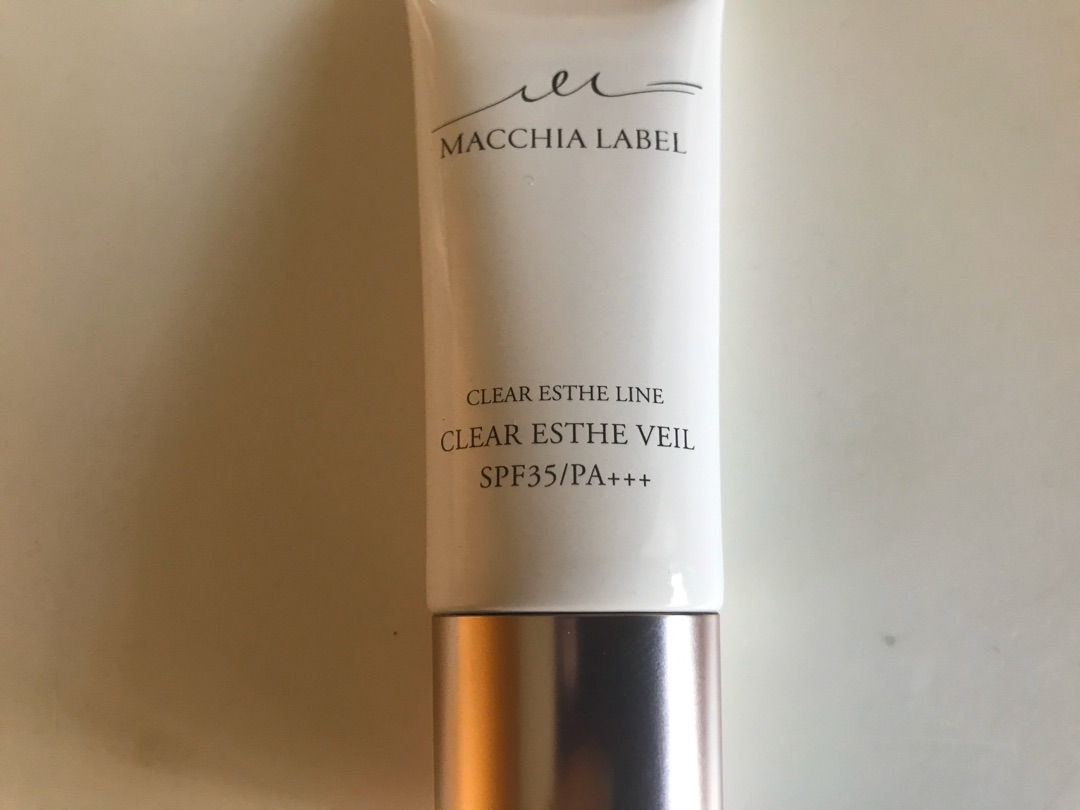 MACCHIA LABEL
CLEAR ESTHE LINE
CLEAR ESTHE VEIL
SPF35/PA+++